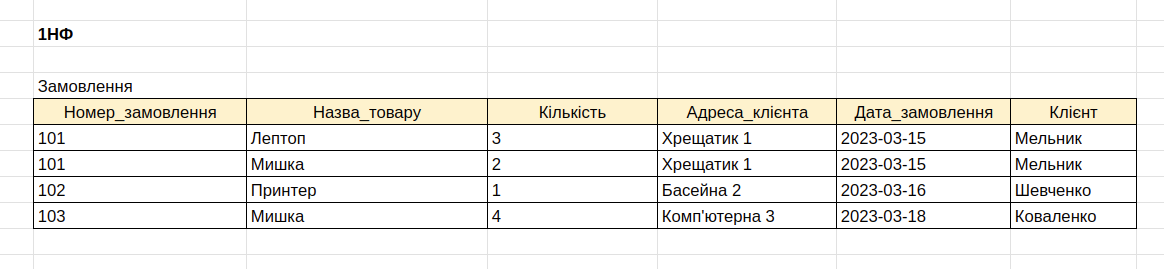 1НФ
Замовлення
Номер_замовлення Назва_товару Кількість Адреса_клієнта Дата_замовлення Клієнт
101 Лептоп 3 Хрещатик 1 2023-03-15 Мельник
101 Мишка 2 Хрещатик 1 2023-03-15 Мельник
102 Принтер 1 Басейна 2 2023-03-16 Шевченко
103 Мишка 4 Комп'ютерна 3 2023-03-18 Коваленко